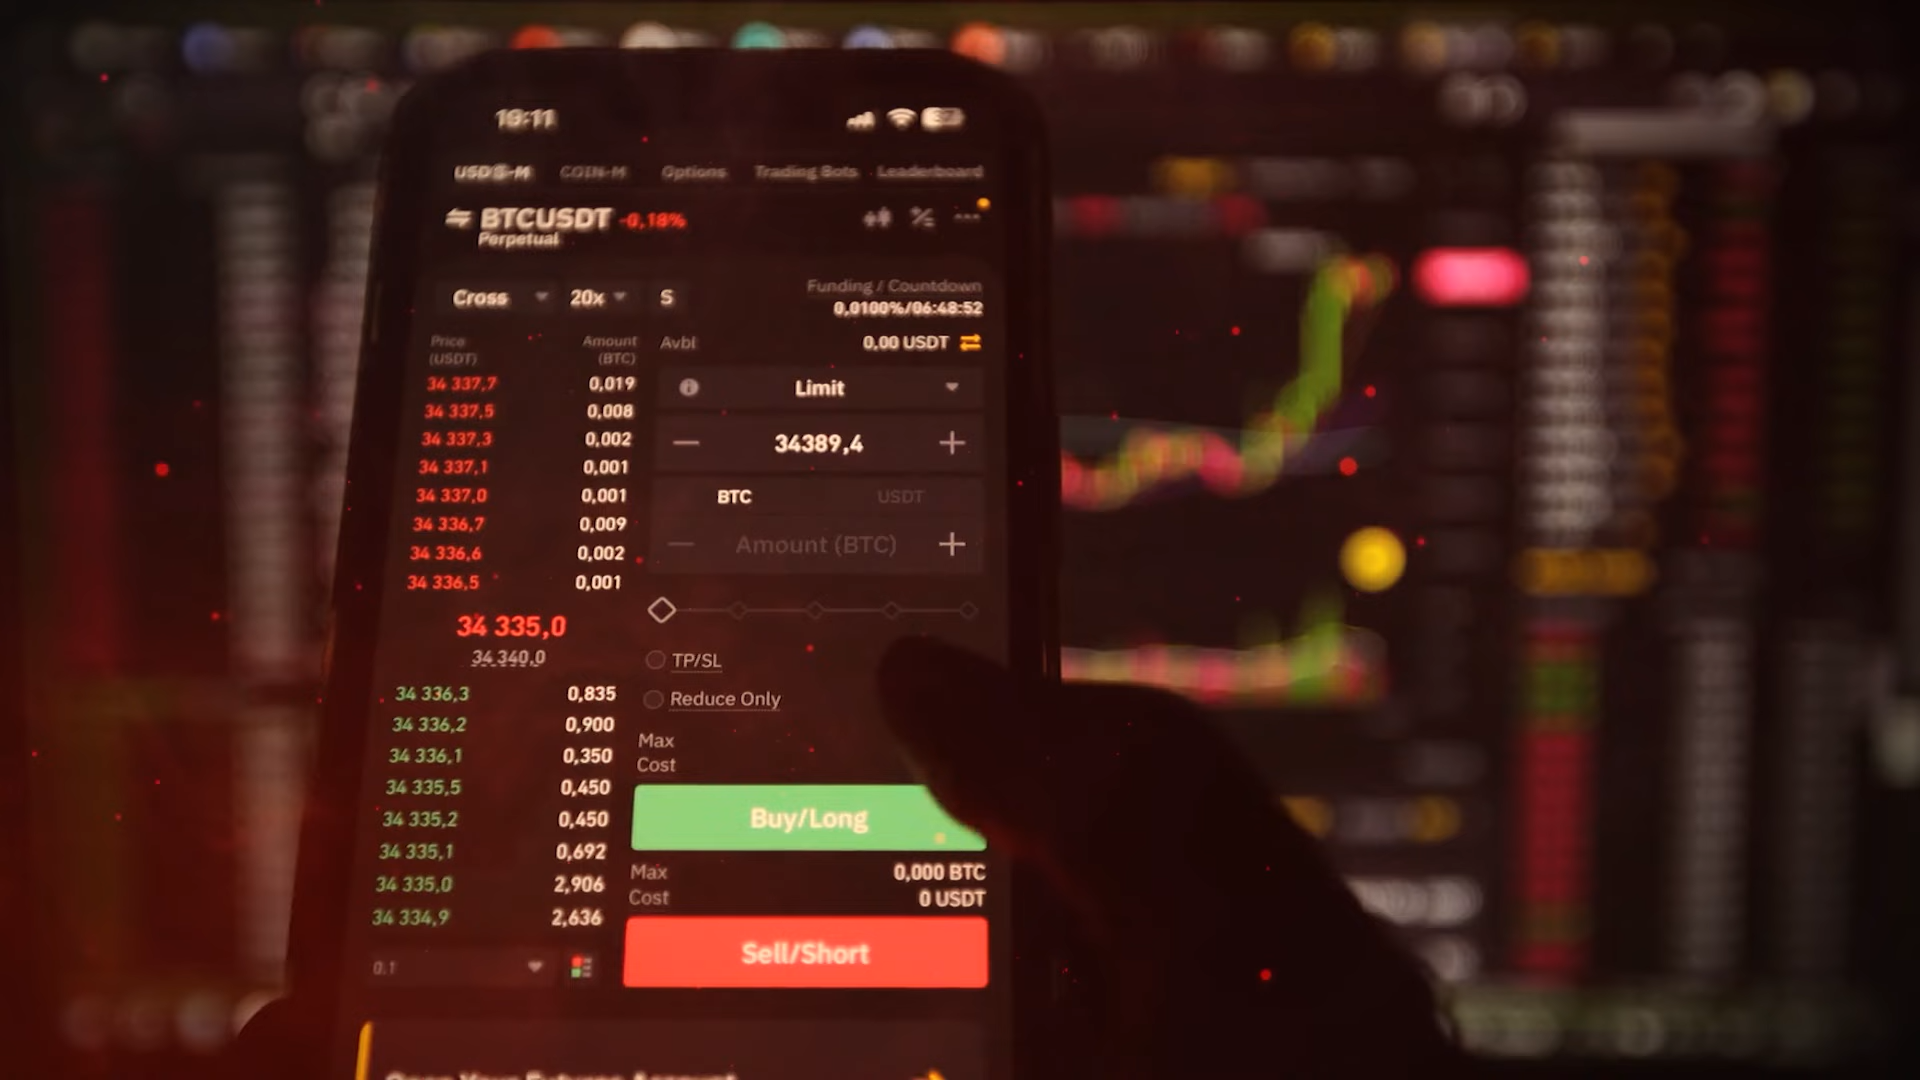 19:11
USDⓈ-M COIN-M Options Trading Bots Leaderboard
BTCUSDT -0,18%
Perpetual
Cross 20x S
Funding / Countdown
0,0100%/06:48:52
Price
(USDT)
Amount
(BTC)
34 337,7 0,019
34 337,5 0,008
34 337,3 0,002
34 337,1 0,001
34 337,0 0,001
34 336,7 0,009
34 336,6 0,002
34 336,5 0,001
34 335,0
34 340,0
34 336,3 0,835
34 336,2 0,900
34 336,1 0,350
34 335,5 0,450
34 335,2 0,450
34 335,1 0,692
34 335,0 2,906
34 334,9 2,636
0.1
Avbl 0,00 USDT
Limit
34389,4
BTC USDT
Amount (BTC)
TP/SL
Reduce Only
Max
Cost
Buy/Long
Max 0,000 BTC
Cost 0 USDT
Sell/Short
Open Your Futures Account